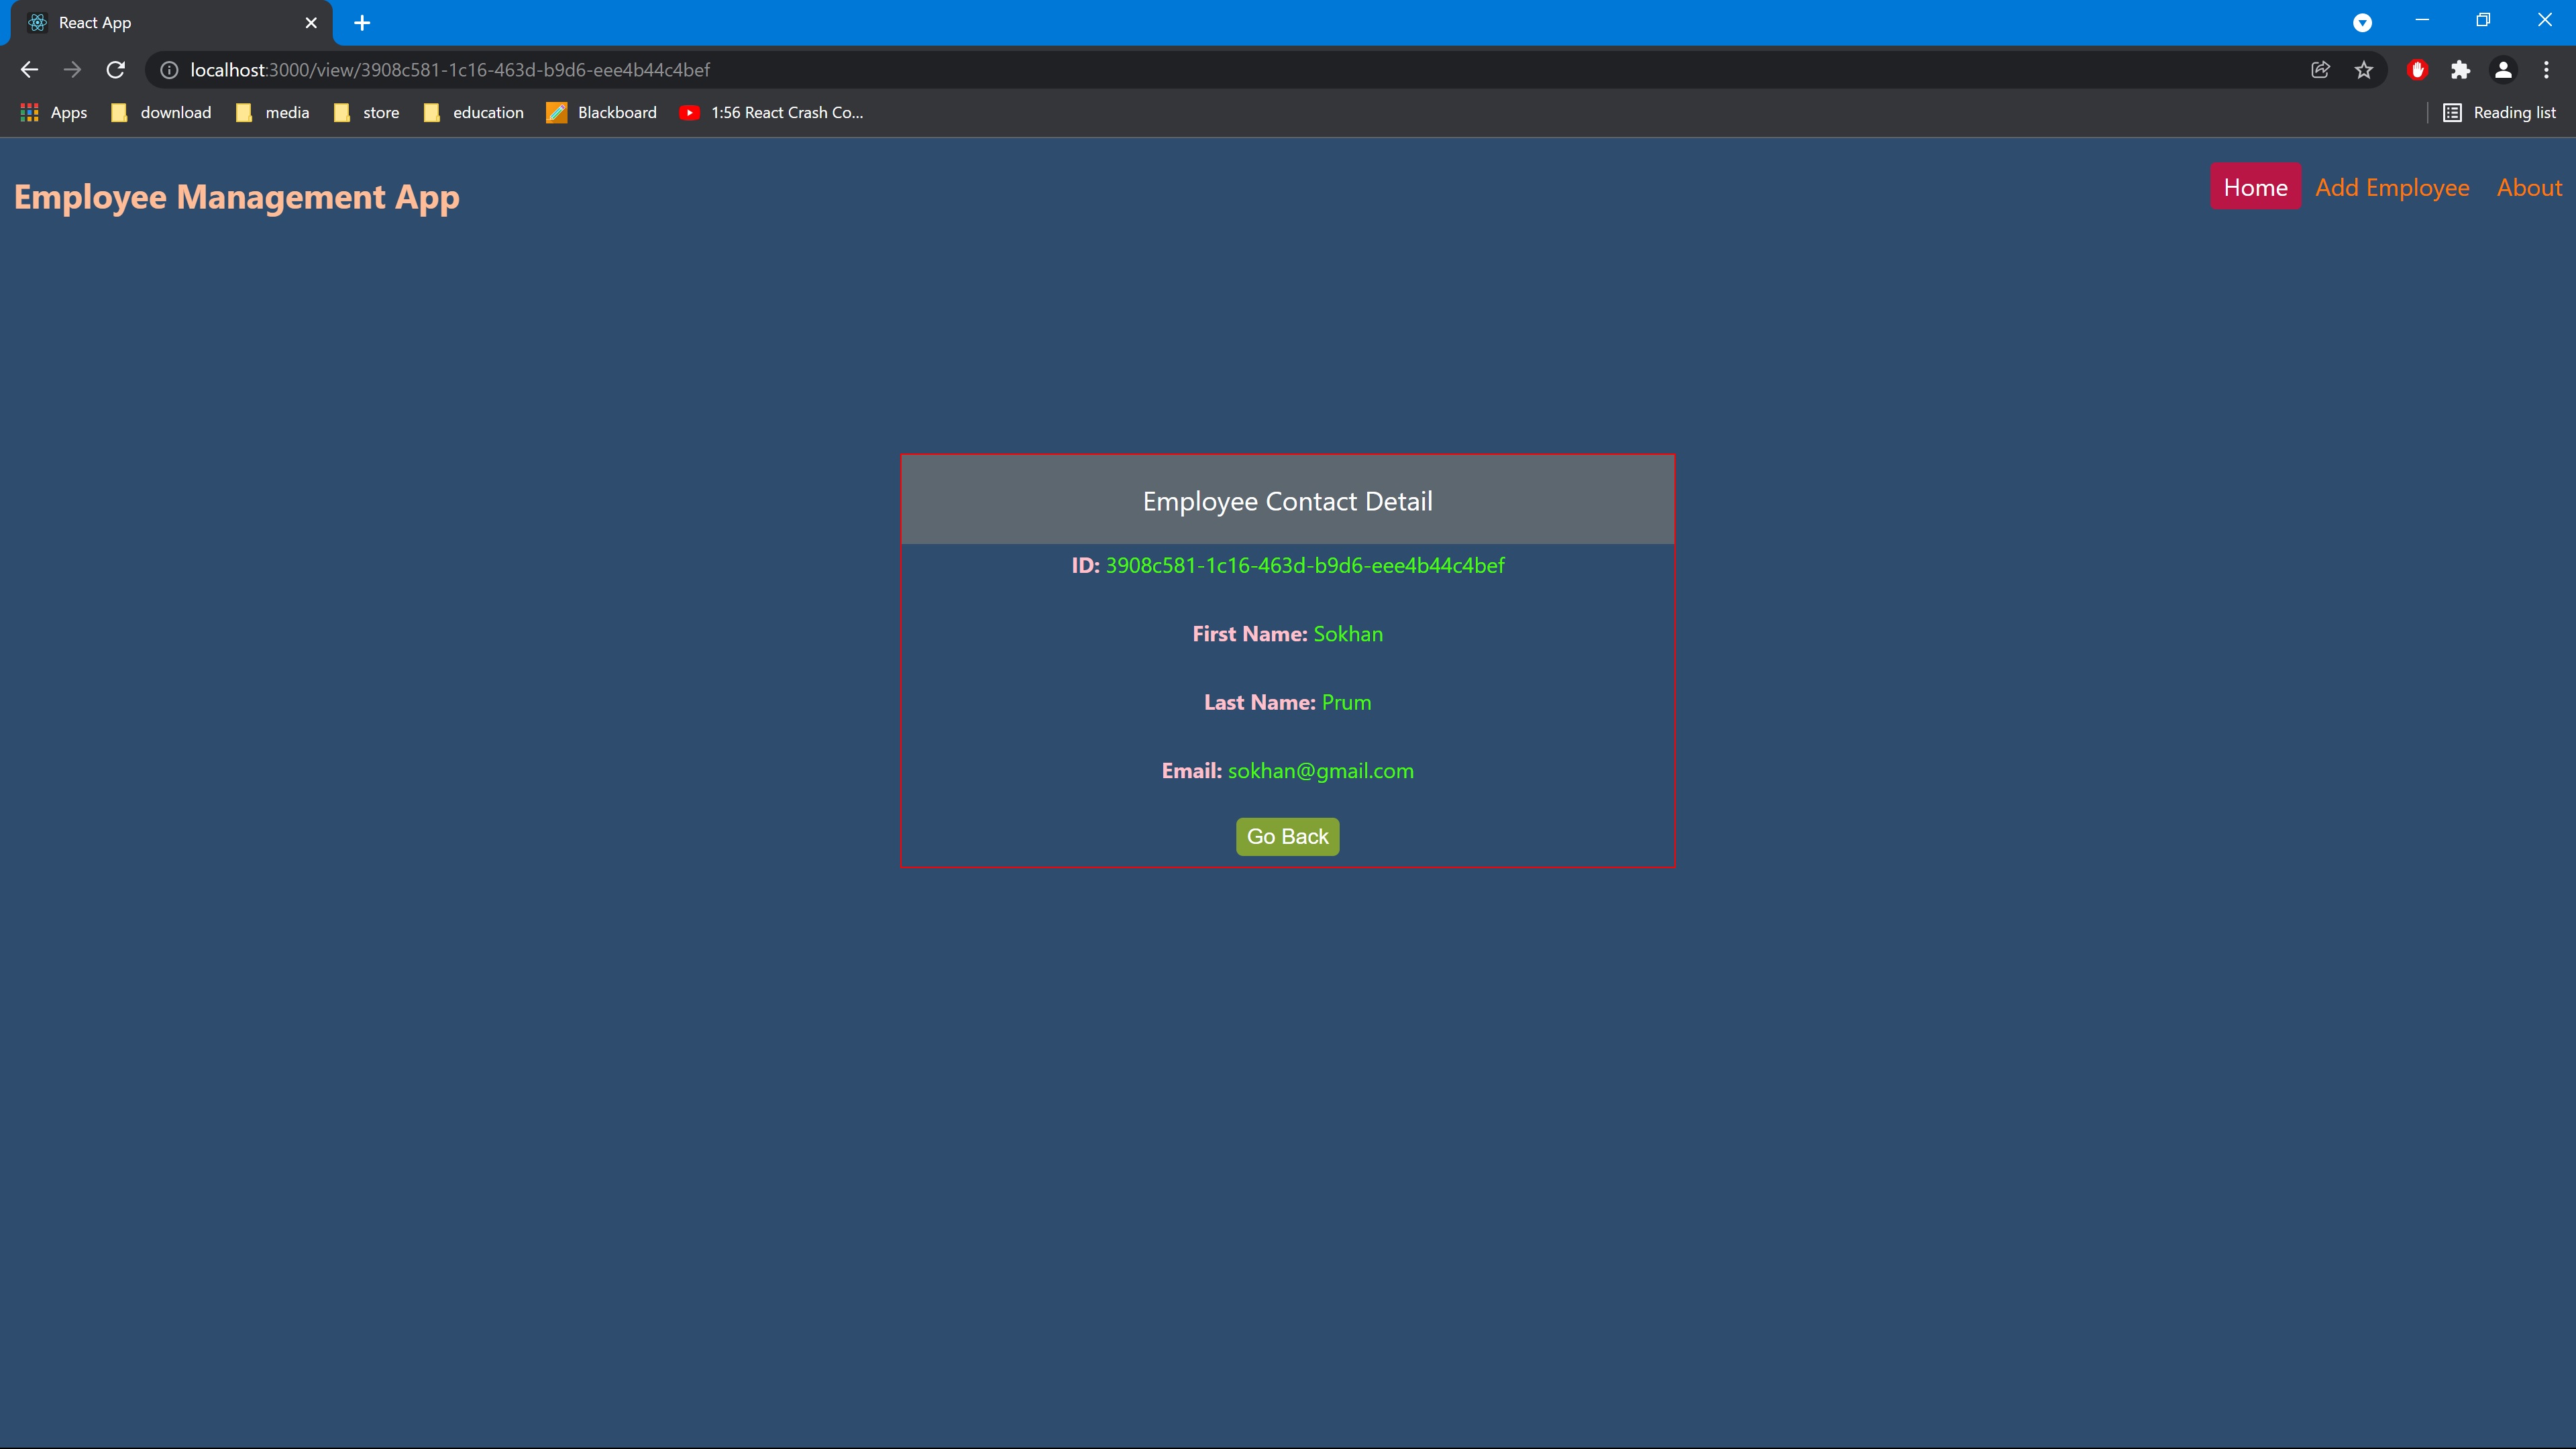 React App
localhost:3000/view/3908c581-1c16-463d-b9d6-eee4b44c4bef
Apps download media store education Blackboard 1:56 React Crash Co... Reading list
Employee Management App
Home Add Employee About
Employee Contact Detail
ID: 3908c581-1c16-463d-b9d6-eee4b44c4bef
First Name: Sokhan
Last Name: Prum
Email: sokhan@gmail.com
Go Back